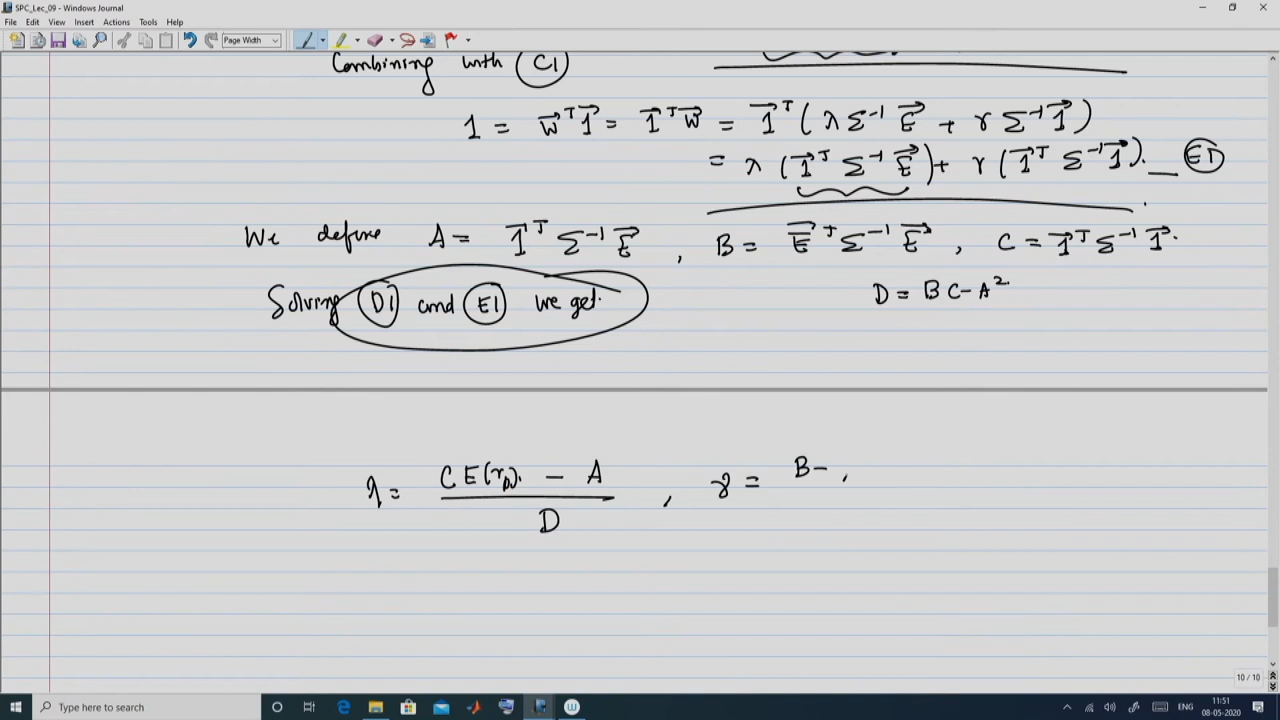 SPC_Lec_09 - Windows Journal
File Edit View Insert Actions Tools Help
Page Width
Combining with (C1)
1 = w⃗ᵀ1⃗ = 1⃗ᵀw⃗ = 1⃗ᵀ(λ Σ⁻¹ E⃗ + γ Σ⁻¹ 1⃗)
= λ (1⃗ᵀ Σ⁻¹ E⃗) + γ (1⃗ᵀ Σ⁻¹ 1⃗). __ (E1)
We define A = 1⃗ᵀ Σ⁻¹ E⃗ , B = E⃗ᵀ Σ⁻¹ E⃗ , C = 1⃗ᵀ Σ⁻¹ 1⃗.
D = BC - A²
Solving (D1) and (E1) we get.
λ = (C E(r_p) - A) / D , γ = B - ,
10 / 10
Type here to search
ENG
11:51
08-05-2020